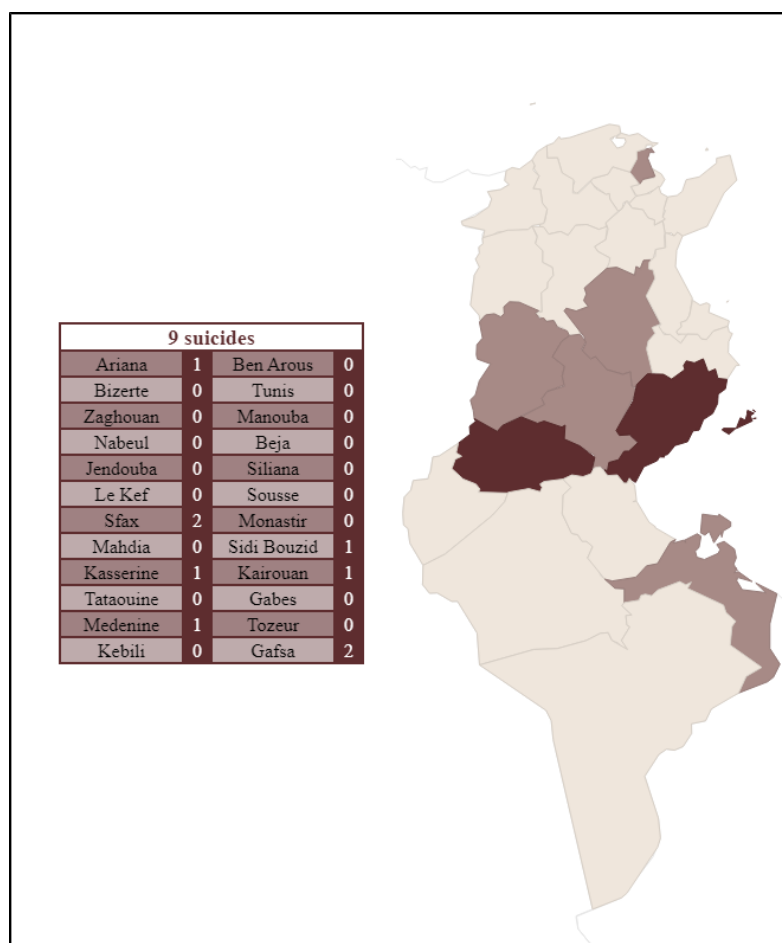 9 suicides
Ariana 1 Ben Arous 0
Bizerte 0 Tunis 0
Zaghouan 0 Manouba 0
Nabeul 0 Beja 0
Jendouba 0 Siliana 0
Le Kef 0 Sousse 0
Sfax 2 Monastir 0
Mahdia 0 Sidi Bouzid 1
Kasserine 1 Kairouan 1
Tataouine 0 Gabes 0
Medenine 1 Tozeur 0
Kebili 0 Gafsa 2